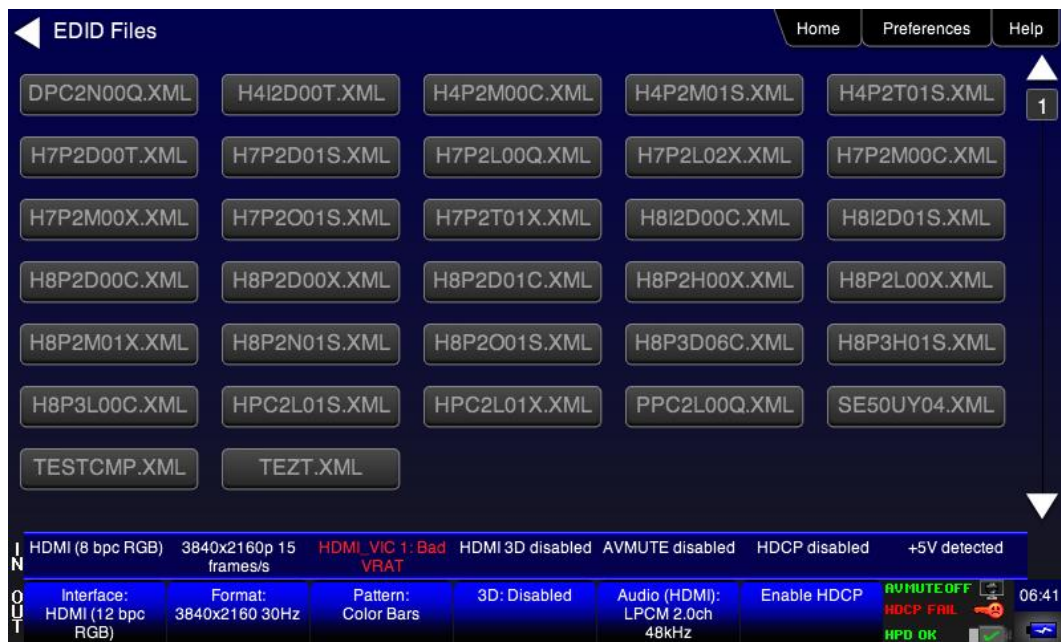 EDID Files
Home Preferences Help
DPC2N00Q.XML H4I2D00T.XML H4P2M00C.XML H4P2M01S.XML H4P2T01S.XML
1
H7P2D00T.XML H7P2D01S.XML H7P2L00Q.XML H7P2L02X.XML H7P2M00C.XML
H7P2M00X.XML H7P2O01S.XML H7P2T01X.XML H8I2D00C.XML H8I2D01S.XML
H8P2D00C.XML H8P2D00X.XML H8P2D01C.XML H8P2H00X.XML H8P2L00X.XML
H8P2M01X.XML H8P2N01S.XML H8P2O01S.XML H8P3D06C.XML H8P3H01S.XML
H8P3L00C.XML HPC2L01S.XML HPC2L01X.XML PPC2L00Q.XML SE50UY04.XML
TESTCMP.XML TEZT.XML
IN
HDMI (8 bpc RGB)
3840x2160p 15
frames/s
HDMI_VIC 1: Bad
VRAT
HDMI 3D disabled
AVMUTE disabled
HDCP disabled
+5V detected
OUT
Interface:
HDMI (12 bpc
RGB)
Format:
3840x2160 30Hz
Pattern:
Color Bars
3D: Disabled
Audio (HDMI):
LPCM 2.0ch
48kHz
Enable HDCP
AVMUTEOFF
HDCP FAIL
HPD OK
06:41